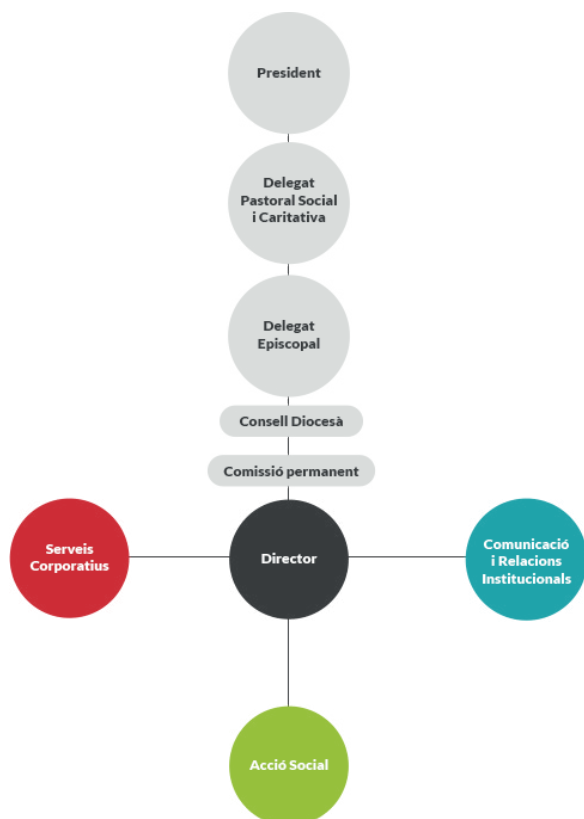 President
Delegat
Pastoral Social
i Caritativa
Delegat
Episcopal
Consell Diocesà
Comissió permanent
Serveis
Corporatius
Director
Comunicació
i Relacions
Institucionals
Acció Social